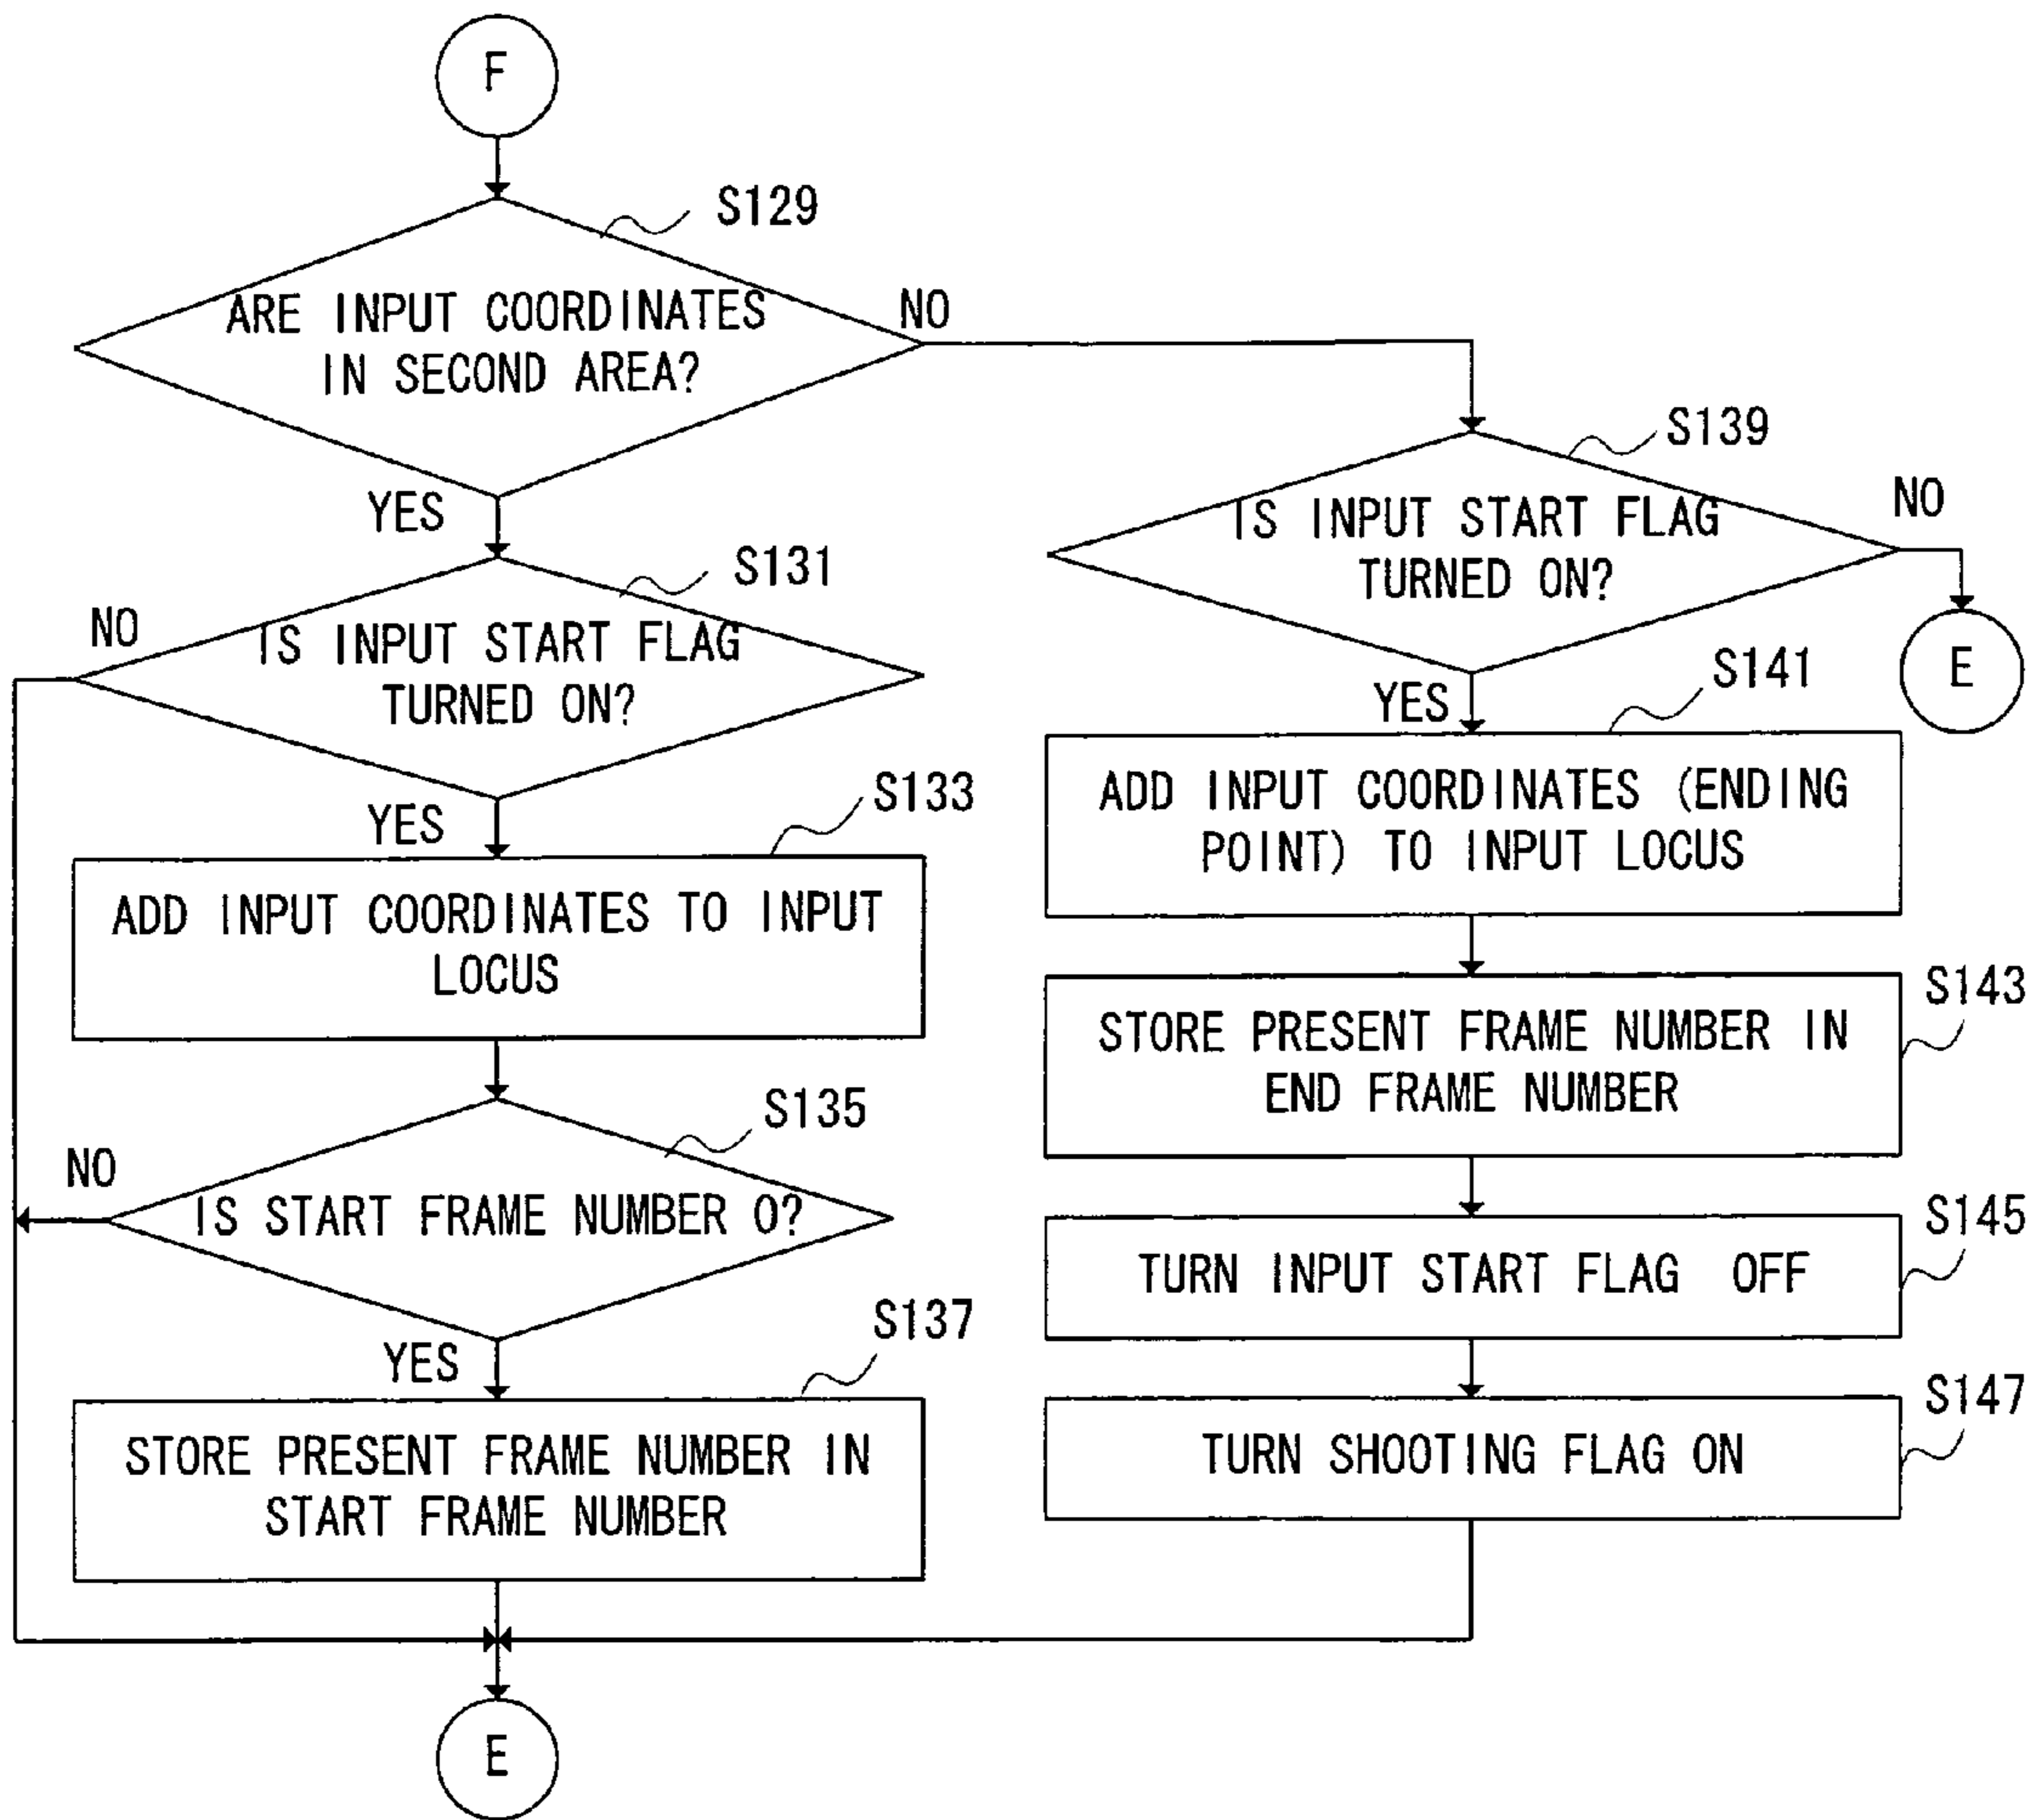 F
S129
ARE INPUT COORDINATES
IN SECOND AREA?
NO
YES
S131
NO
IS INPUT START FLAG
TURNED ON?
YES
S133
ADD INPUT COORDINATES TO INPUT
LOCUS
S135
NO
IS START FRAME NUMBER 0?
YES
S137
STORE PRESENT FRAME NUMBER IN
START FRAME NUMBER
E
S139
IS INPUT START FLAG
TURNED ON?
NO
E
YES
S141
ADD INPUT COORDINATES (ENDING
POINT) TO INPUT LOCUS
S143
STORE PRESENT FRAME NUMBER IN
END FRAME NUMBER
S145
TURN INPUT START FLAG OFF
S147
TURN SHOOTING FLAG ON